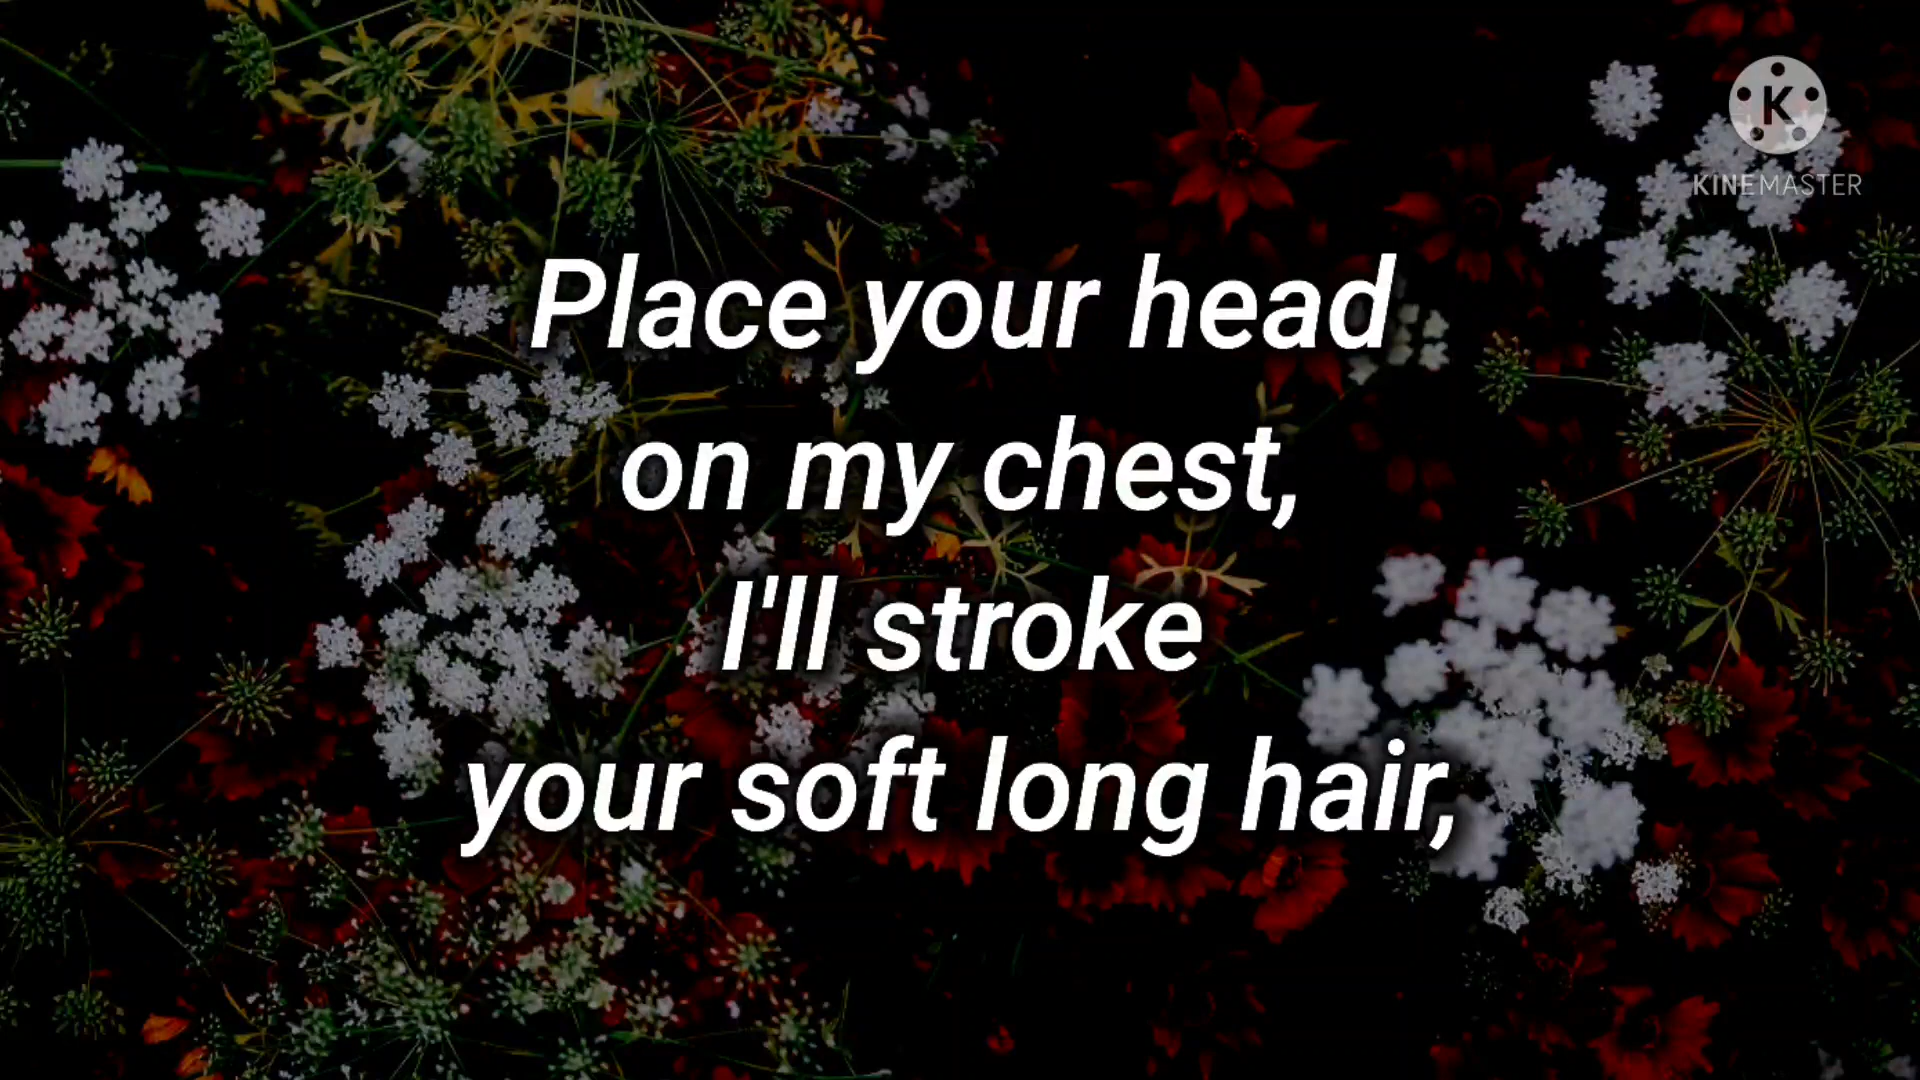 K
KINEMASTER
Place your head
on my chest,
I'll stroke
your soft long hair,